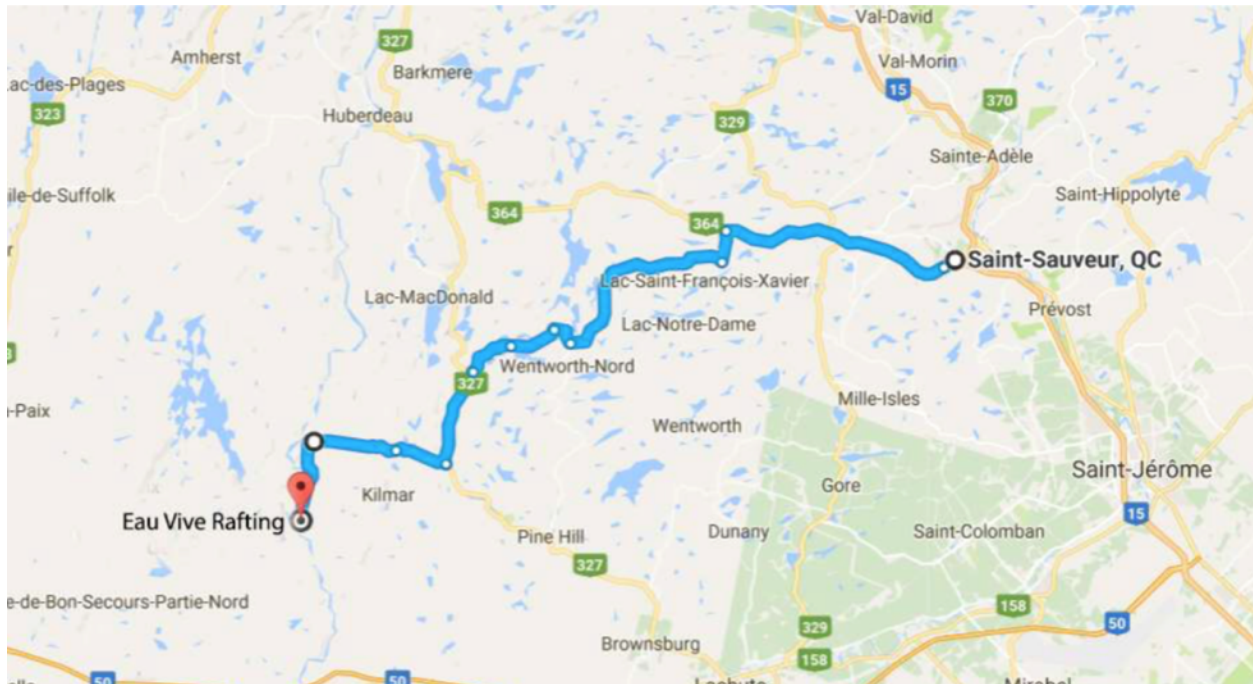 Val-David
327
Amherst
Val-Morin
Barkmere
Lac-des-Plages
15
370
323
Huberdeau
329
Sainte-Adèle
ile-de-Suffolk
Saint-Hippolyte
364
364
Saint-Sauveur, QC
Lac-Saint-François-Xavier
Lac-MacDonald
Prévost
Lac-Notre-Dame
Wentworth-Nord
327
Mille-Isles
-Paix
Wentworth
Saint-Jérôme
Kilmar
Gore
15
Eau Vive Rafting
Dunany
Saint-Colomban
Pine Hill
327
e-de-Bon-Secours-Partie-Nord
158
50
329
Brownsburg
158
50
50
Lachute
Mirabel